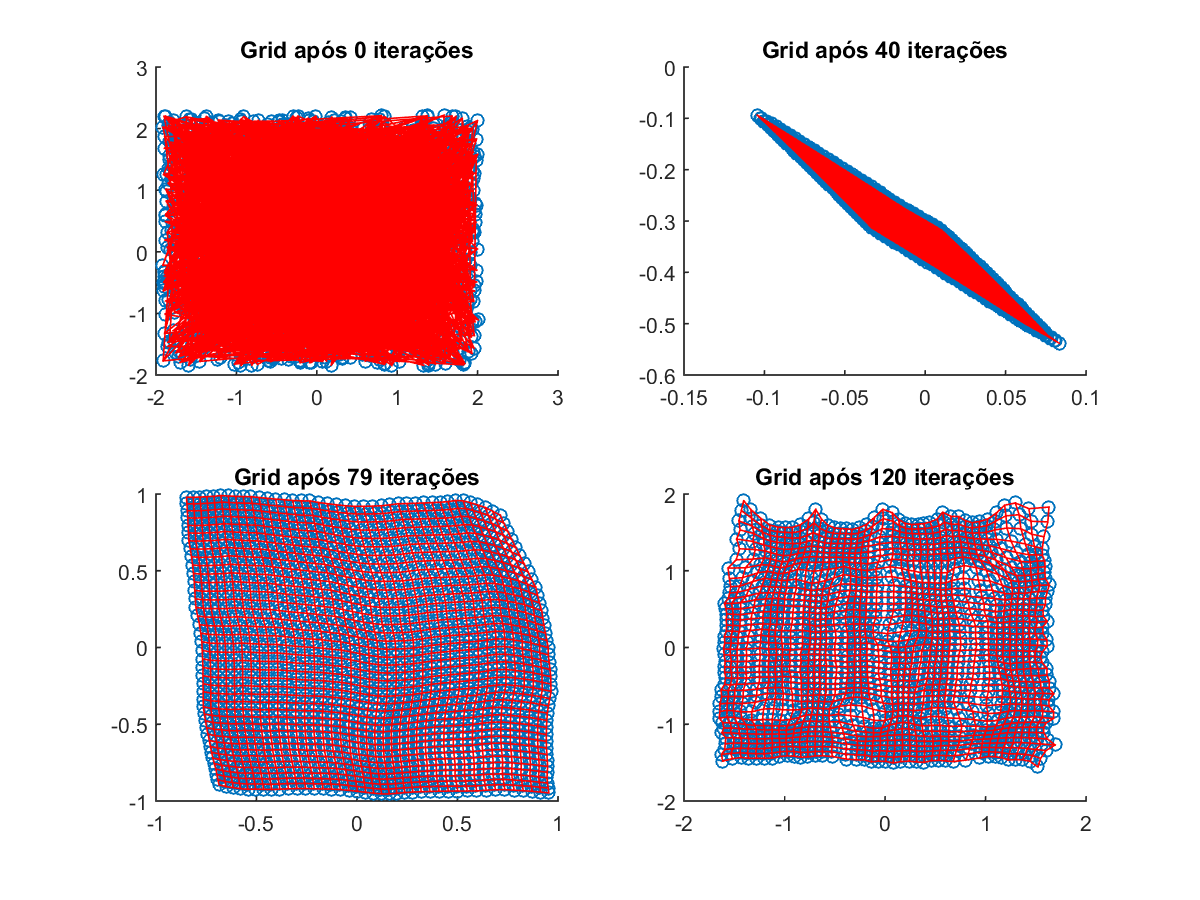 Grid após 0 iterações
3
2
1
0
-1
-2
-2 -1 0 1 2 3
Grid após 40 iterações
0
-0.1
-0.2
-0.3
-0.4
-0.5
-0.6
-0.15 -0.1 -0.05 0 0.05 0.1
Grid após 79 iterações
1
0.5
0
-0.5
-1
-1 -0.5 0 0.5 1
Grid após 120 iterações
2
1
0
-1
-2
-2 -1 0 1 2